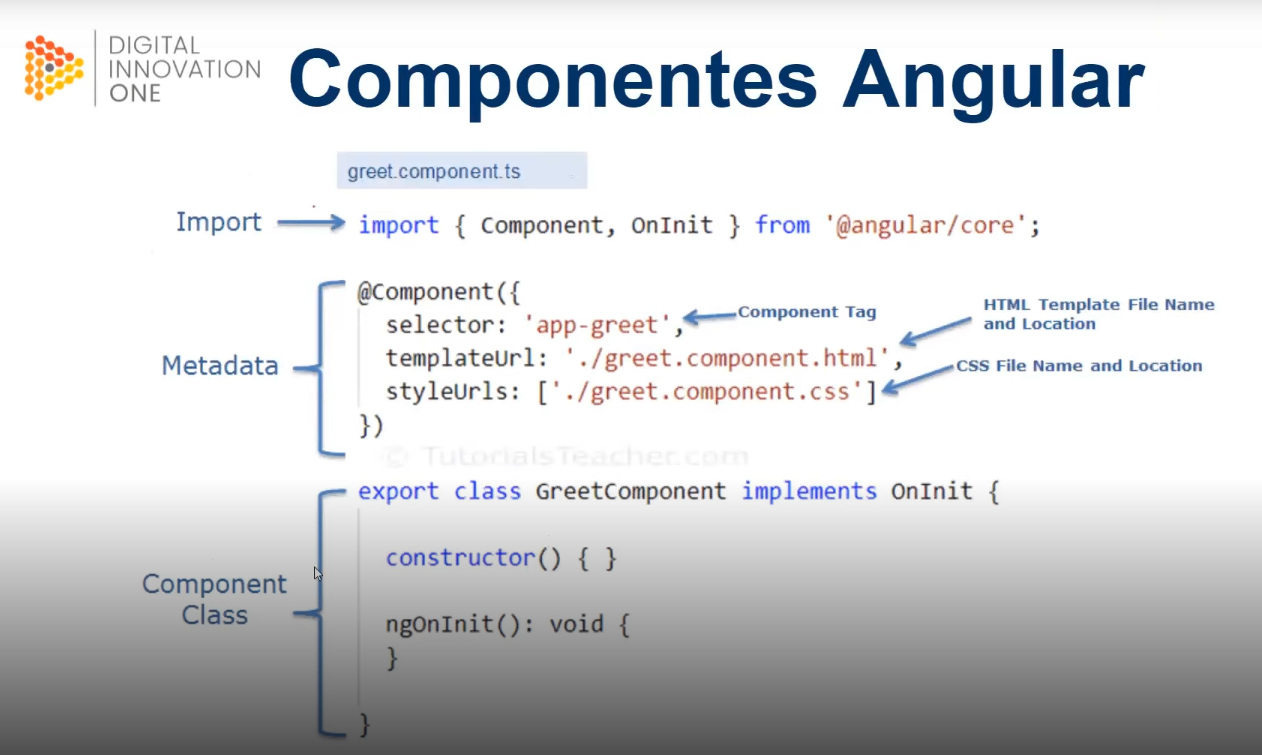 DIGITAL
INNOVATION
ONE
Componentes Angular
greet.component.ts
Import
import { Component, OnInit } from '@angular/core';
Metadata
@Component({
selector: 'app-greet',
Component Tag
templateUrl: './greet.component.html',
HTML Template File Name
and Location
styleUrls: ['./greet.component.css']
CSS File Name and Location
})
© TutorialsTeacher.com
Component
Class
export class GreetComponent implements OnInit {
constructor() { }
ngOnInit(): void {
}
}